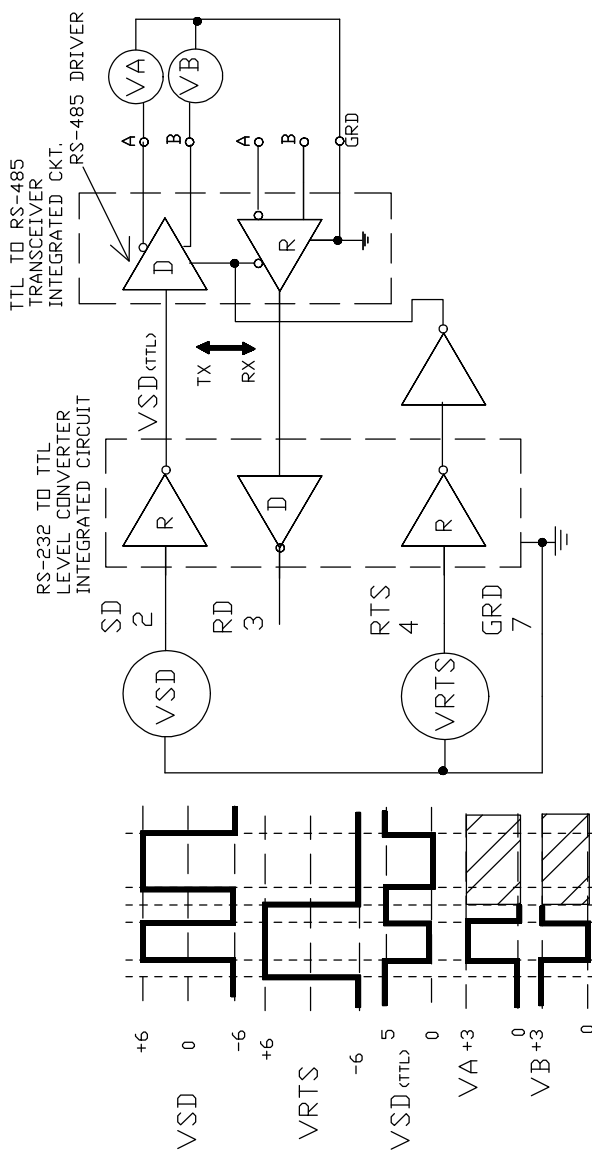 TTL TO RS-485
TRANSCEIVER
INTEGRATED CKT.
RS-485 DRIVER
VA
VB
A
B
A
B
GRD
D
R
VSD(TTL)
TX
RX
RS-232 TO TTL
LEVEL CONVERTER
INTEGRATED CIRCUIT
R
D
R
SD
2
RD
3
RTS
4
GRD
7
VSD
VRTS
VSD
+6
0
-6
VRTS
+6
-6
VSD(TTL)
5
0
VA +3
0
VB +3
0